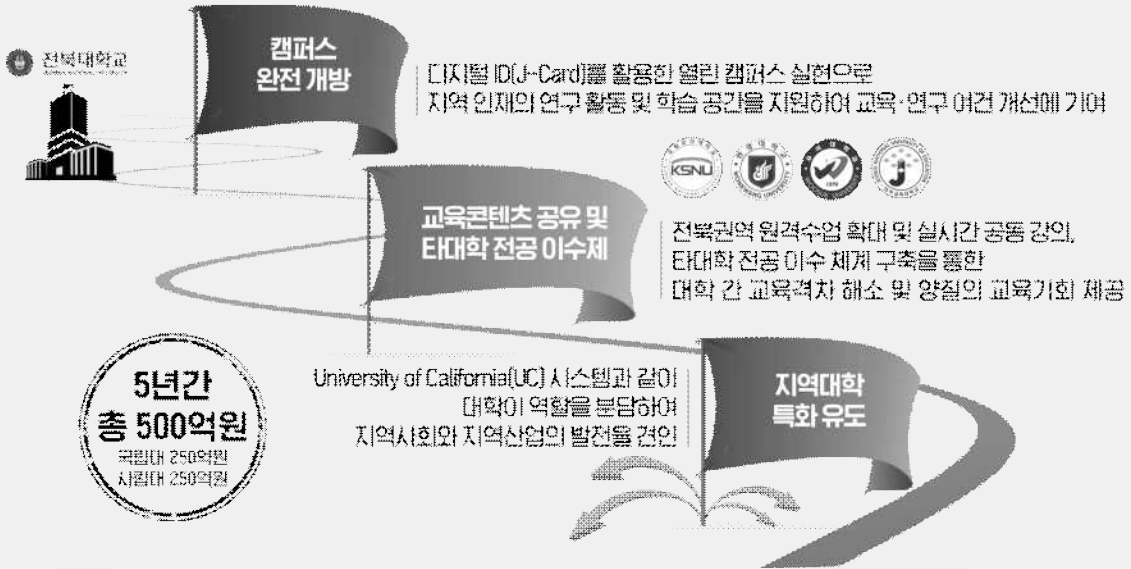 전북대학교
캠퍼스
완전 개방
디지털 ID(J-Card)를 활용한 열린 캠퍼스 실현으로
지역 인재의 연구 활동 및 학습 공간을 지원하여 교육·연구 여건 개선에 기여
KSNU
교육콘텐츠 공유 및
타대학 전공 이수제
전북권역 원격수업 확대 및 실시간 공동 강의,
타대학 전공 이수 체계 구축을 통한
대학 간 교육격차 해소 및 양질의 교육기회 제공
5년간
총 500억원
국립대 250억원
사립대 250억원
University of California(UC) 시스템과 같이
대학이 역할을 분담하여
지역사회와 지역산업의 발전을 견인
지역대학
특화 유도